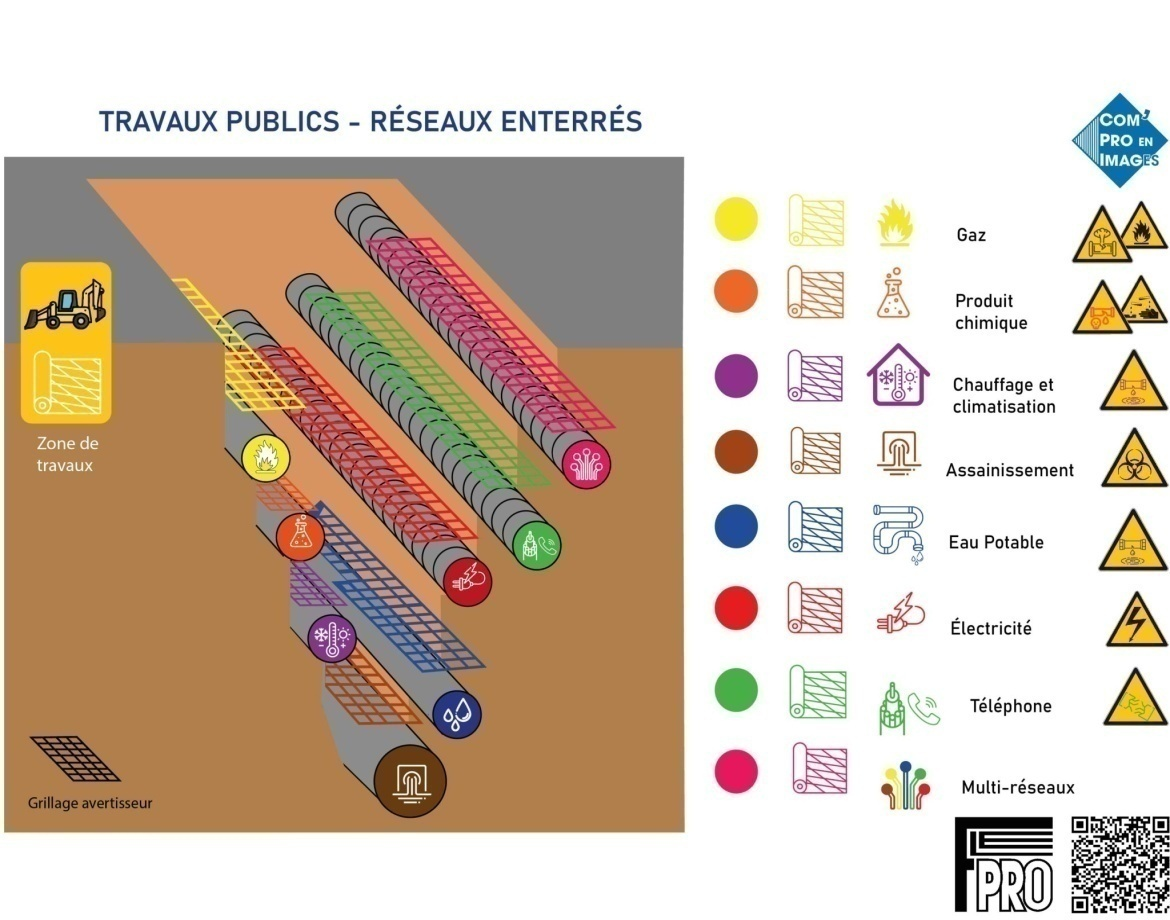 TRAVAUX PUBLICS - RÉSEAUX ENTERRÉS
COM'
PRO EN
IMAGES
Zone de
travaux
Grillage avertisseur
Gaz
Produit
chimique
Chauffage et
climatisation
Assainissement
Eau Potable
Électricité
Téléphone
Multi-réseaux
FLE
PRO